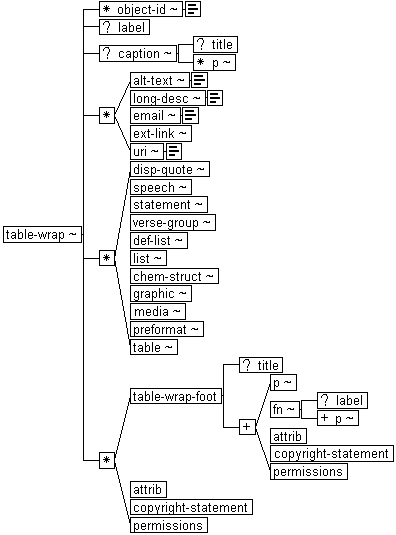 * object-id ~
? label
? caption ~
? title
* p ~
*
alt-text ~
long-desc ~
email ~
ext-link ~
uri ~
table-wrap ~
*
disp-quote ~
speech ~
statement ~
verse-group ~
def-list ~
list ~
chem-struct ~
graphic ~
media ~
preformat ~
table ~
*
table-wrap-foot
? title
+
p ~
fn ~
? label
+ p ~
attrib
copyright-statement
permissions
attrib
copyright-statement
permissions